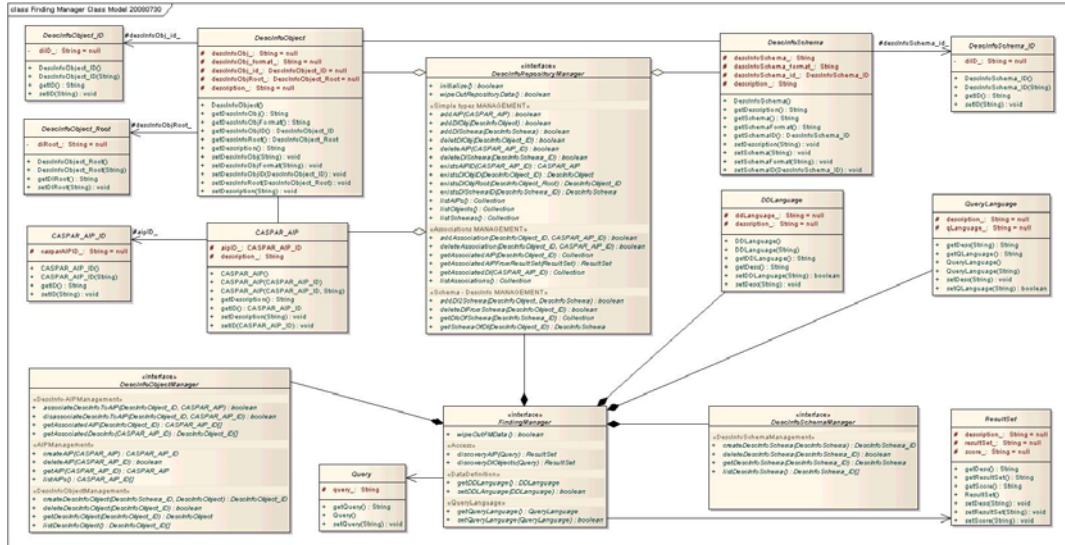 class Finding Manager Class Model 20080730
DescInfoObject_ID
- diID_: String = null
+ DescInfoObject_ID()
+ DescInfoObject_ID(String)
+ getID() : String
+ setID(String) : void
#descInfoObj_id_
DescInfoObject
# descInfoObj_: String = null
# descInfoObj_format_: String = null
# descInfoObj_id_: DescInfoObject_ID = null
# descInfoObjRoot_: DescInfoObject_Root = null
# description_: String = null
+ DescInfoObject()
+ getDescInfoObj() : String
+ getDescInfoObjFormat() : String
+ getDescInfoObjID() : DescInfoObject_ID
+ getDescInfoRoot() : DescInfoObject_Root
+ getDescription() : String
+ setDescInfoObj(String) : void
+ setDescInfoObjFormat(String) : void
+ setDescInfoObjID(DescInfoObject_ID) : void
+ setDescInfoRoot(DescInfoObject_Root) : void
+ setDescription(String) : void
#descInfoObjRoot_
DescInfoObject_Root
- diRoot_: String = null
+ DescInfoObject_Root()
+ DescInfoObject_Root(String)
+ getDIRoot() : String
+ setDIRoot(String) : void
CASPAR_AIP_ID
# casparAIPID_: String = null
+ CASPAR_AIP_ID()
+ CASPAR_AIP_ID(String)
+ getID() : String
+ setID(String) : void
#aipID_
CASPAR_AIP
# aipID_: CASPAR_AIP_ID
# description_: String
+ CASPAR_AIP()
+ CASPAR_AIP(CASPAR_AIP_ID)
+ CASPAR_AIP(CASPAR_AIP_ID, String)
+ getDescription() : String
+ getID() : CASPAR_AIP_ID
+ setDescription(String) : void
+ setID(CASPAR_AIP_ID) : void
«interface»
DescInfoRepositoryManager
+ initialize() : boolean
+ wipeOutRepositoryData() : boolean
«Simple types MANAGEMENT»
+ addAIP(CASPAR_AIP) : boolean
+ addDIObj(DescInfoObject) : boolean
+ addDISchema(DescInfoSchema) : boolean
+ deleteDIObj(DescInfoObject_ID) : boolean
+ deleteAIP(CASPAR_AIP_ID) : boolean
+ deleteDISchema(DescInfoSchema_ID) : boolean
+ existsAIPID(CASPAR_AIP_ID) : CASPAR_AIP
+ existsDIObjID(DescInfoObject_ID) : DescInfoObject
+ existsDIObjRoot(DescInfoObject_Root) : DescInfoObject_ID
+ existsDISchemaID(DescInfoSchema_ID) : DescInfoSchema
+ listAIPs() : Collection
+ listObjects() : Collection
+ listSchemas() : Collection
«Associations MANAGEMENT»
+ addAssociation(DescInfoObject_ID, CASPAR_AIP_ID) : boolean
+ deleteAssociation(DescInfoObject_ID, CASPAR_AIP_ID) : boolean
+ getAssociatedAIP(DescInfoObject_ID) : Collection
+ getAssociatedAIPFromResultSet(ResultSet) : ResultSet
+ getAssociatedDI(CASPAR_AIP_ID) : Collection
+ listAssociations() : Collection
«Schema - DescInfo MANAGEMENT»
+ addDI2Schema(DescInfoObject, DescInfoSchema) : boolean
+ deleteDIFromSchema(DescInfoObject_ID) : boolean
+ getDIsOfSchema(DescInfoSchema_ID) : Collection
+ getSchemaOfDI(DescInfoObject_ID) : DescInfoSchema
DescInfoSchema
# descInfoSchema_: String
# descInfoSchema_format_: String
# descInfoSchema_id_: DescInfoSchema_ID
# description_: String
+ DescInfoSchema()
+ getDescription() : String
+ getSchema() : String
+ getSchemaFormat() : String
+ getSchemaID() : DescInfoSchema_ID
+ setDescription(String) : void
+ setSchema(String) : void
+ setSchemaFormat(String) : void
+ setSchemaID(DescInfoSchema_ID) : void
#descInfoSchema_id_
DescInfoSchema_ID
- diID_: String = null
+ DescInfoSchema_ID()
+ DescInfoSchema_ID(String)
+ getID() : String
+ setID(String) : void
DDLanguage
# ddLanguage_: String = null
# description_: String = null
+ DDLanguage()
+ DDLanguage(String)
+ getDDLanguage() : String
+ getDesc() : String
+ setDDLanguage(String) : boolean
+ setDesc(String) : void
QueryLanguage
# description_: String = null
# qLanguage_: String = null
+ getDesc(String) : String
+ getQLanguage() : String
+ QueryLanguage()
+ QueryLanguage(String)
+ setDesc(String) : void
+ setQLanguage(String) : boolean
«interface»
DescInfoObjectManager
«DescInfo-AIPManagement»
+ associateDescInfoToAIP(DescInfoObject_ID, CASPAR_AIP) : boolean
+ disassociateDescInfoToAIP(DescInfoObject_ID, CASPAR_AIP_ID) : boolean
+ getAssociatedAIP(DescInfoObject_ID) : CASPAR_AIP_ID[]
+ getAssociatedDescInfo(CASPAR_AIP_ID) : DescInfoObject_ID[]
«AIPManagement»
+ createAIP(CASPAR_AIP) : CASPAR_AIP_ID
+ deleteAIP(CASPAR_AIP_ID) : boolean
+ getAIP(CASPAR_AIP_ID) : CASPAR_AIP
+ listAIPs() : CASPAR_AIP_ID[]
«DescInfoObjectManagement»
+ createDescInfoObject(DescInfoSchema_ID, DescInfoObject) : DescInfoObject_ID
+ deleteDescInfoObject(DescInfoObject_ID) : boolean
+ getDescInfoObject(DescInfoObject_ID) : DescInfoObject
+ listDescInfoObject() : DescInfoObject_ID[]
Query
# query_: String
+ getQuery() : String
+ Query()
+ setQuery(String) : void
«interface»
FindingManager
+ wipeOutFMData() : boolean
«Access»
+ discoveryAIP(Query) : ResultSet
+ discoveryDIObjects(Query) : ResultSet
«DataDefinition»
+ getDDLanguage() : DDLanguage
+ setDDLanguage(DDLanguage) : boolean
«QueryLanguage»
+ getQueryLanguage() : QueryLanguage
+ setQueryLanguage(QueryLanguage) : boolean
«interface»
DescInfoSchemaManager
«DescInfoSchemaManagement»
+ createDescInfoSchema(DescInfoSchema) : DescInfoSchema_ID
+ deleteDescInfoSchema(DescInfoSchema_ID) : boolean
+ getDescInfoSchema(DescInfoSchema_ID) : DescInfoSchema
+ listDescInfoSchema() : DescInfoSchema_ID[]
ResultSet
# description_: String = null
# resultSet_: String = null
# score_: String = null
+ getDesc() : String
+ getResultSet() : String
+ getScore() : String
+ ResultSet()
+ setDesc(String) : void
+ setResultSet(String) : void
+ setScore(String) : void